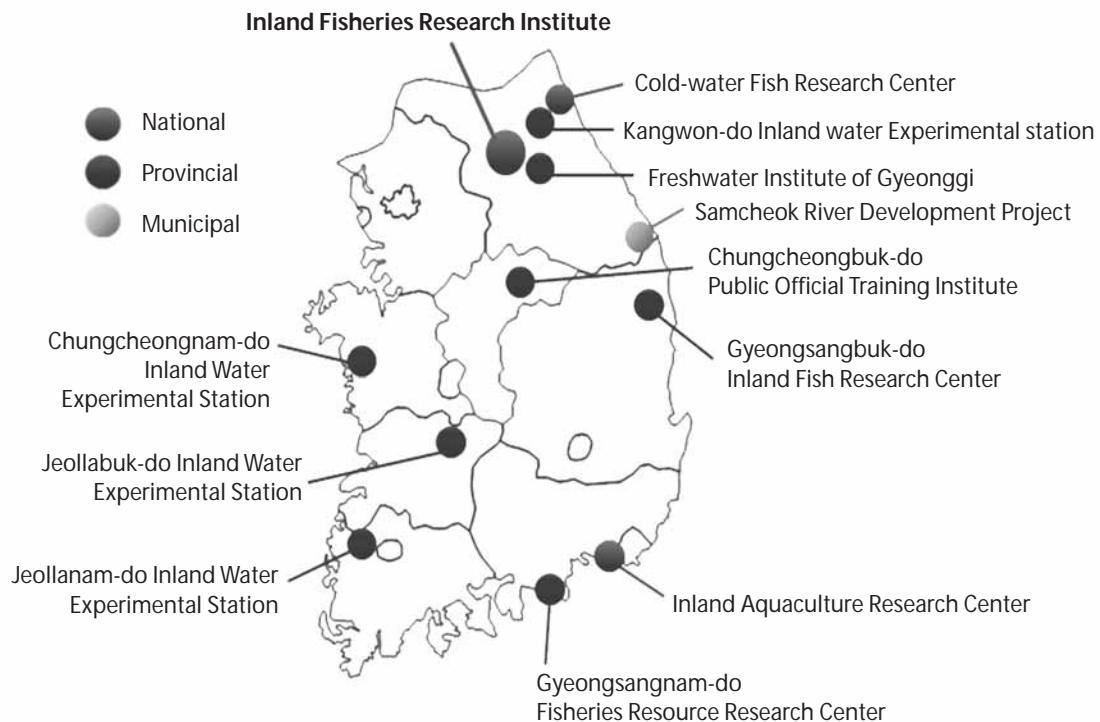 Inland Fisheries Research Institute
National
Provincial
Municipal
Cold-water Fish Research Center
Kangwon-do Inland water Experimental station
Freshwater Institute of Gyeonggi
Samcheok River Development Project
Chungcheongbuk-do
Public Official Training Institute
Gyeongsangbuk-do
Inland Fish Research Center
Chungcheongnam-do
Inland Water
Experimental Station
Jeollabuk-do Inland Water
Experimental Station
Jeollanam-do Inland Water
Experimental Station
Inland Aquaculture Research Center
Gyeongsangnam-do
Fisheries Resource Research Center